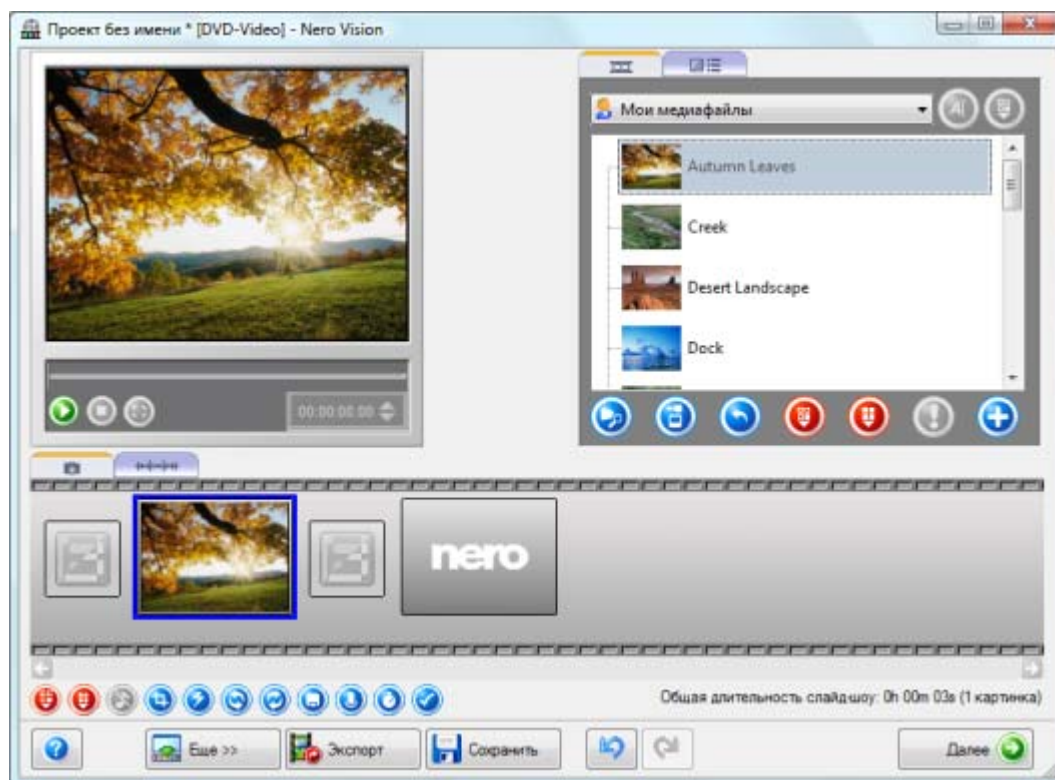 Проект без имени * [DVD-Video] - Nero Vision
Мои медиафайлы
Autumn Leaves
Creek
Desert Landscape
Dock
00:00:00.00
nero
Общая длительность слайд-шоу: 0h 00m 03s (1 картинка)
Еще >>
Экспорт
Сохранить
Далее